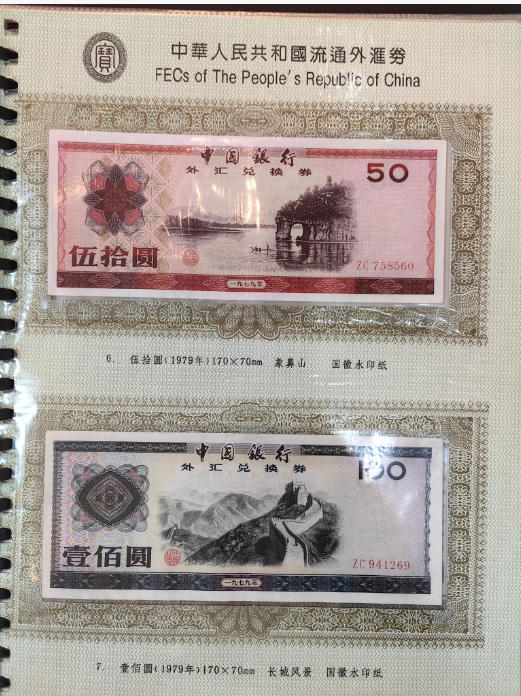 寶
中華人民共和國流通外滙券
FECs of The People's Republic of China
中国银行
外汇兑换券
50
伍拾圆
ZC 758560
一九七九年
6. 伍拾圆(1979年)170×70mm 象鼻山 国徽水印纸
中国银行
外汇兑换券
100
壹佰圆
ZC 941269
一九七九年
7. 壹佰圆(1979年)170×70mm 长城风景 国徽水印纸